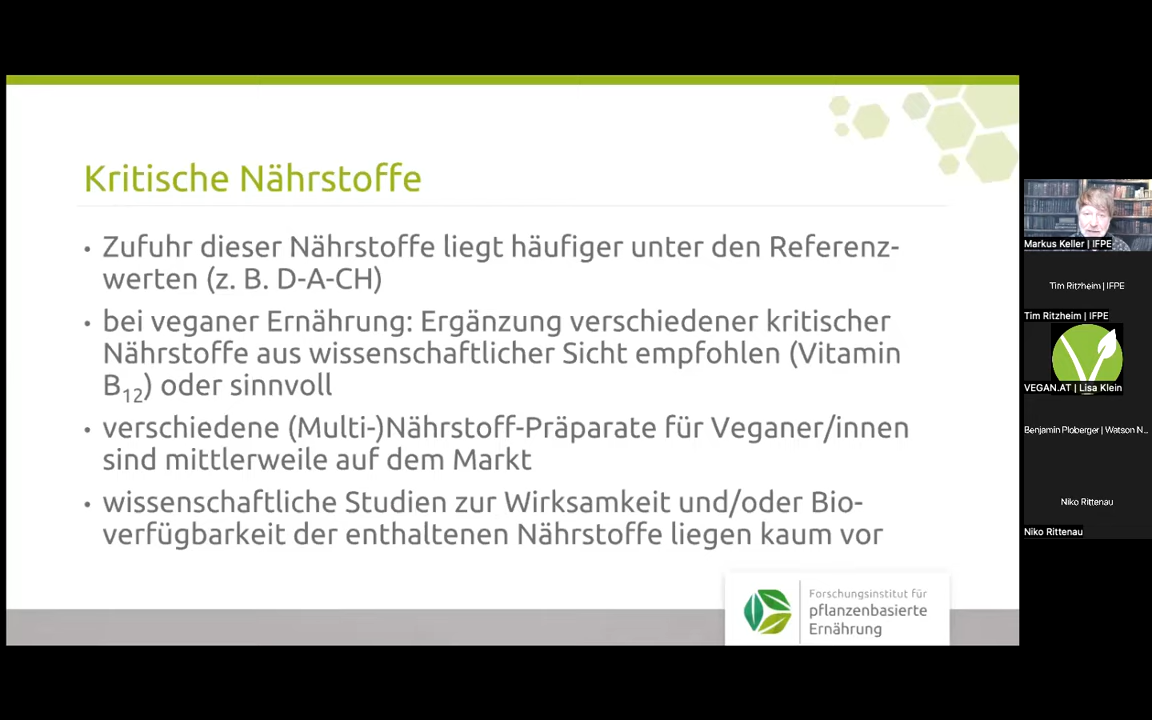 Kritische Nährstoffe
• Zufuhr dieser Nährstoffe liegt häufiger unter den Referenz-
werten (z. B. D-A-CH)
• bei veganer Ernährung: Ergänzung verschiedener kritischer
Nährstoffe aus wissenschaftlicher Sicht empfohlen (Vitamin
B₁₂) oder sinnvoll
• verschiedene (Multi-)Nährstoff-Präparate für Veganer/innen
sind mittlerweile auf dem Markt
• wissenschaftliche Studien zur Wirksamkeit und/oder Bio-
verfügbarkeit der enthaltenen Nährstoffe liegen kaum vor
Forschungsinstitut für
pflanzenbasierte
Ernährung
Markus Keller | IFPE
Tim Ritzheim | IFPE
Tim Ritzheim | IFPE
VEGAN.AT | Lisa Klein
Benjamin Ploberger | Watson N...
Niko Rittenau
Niko Rittenau